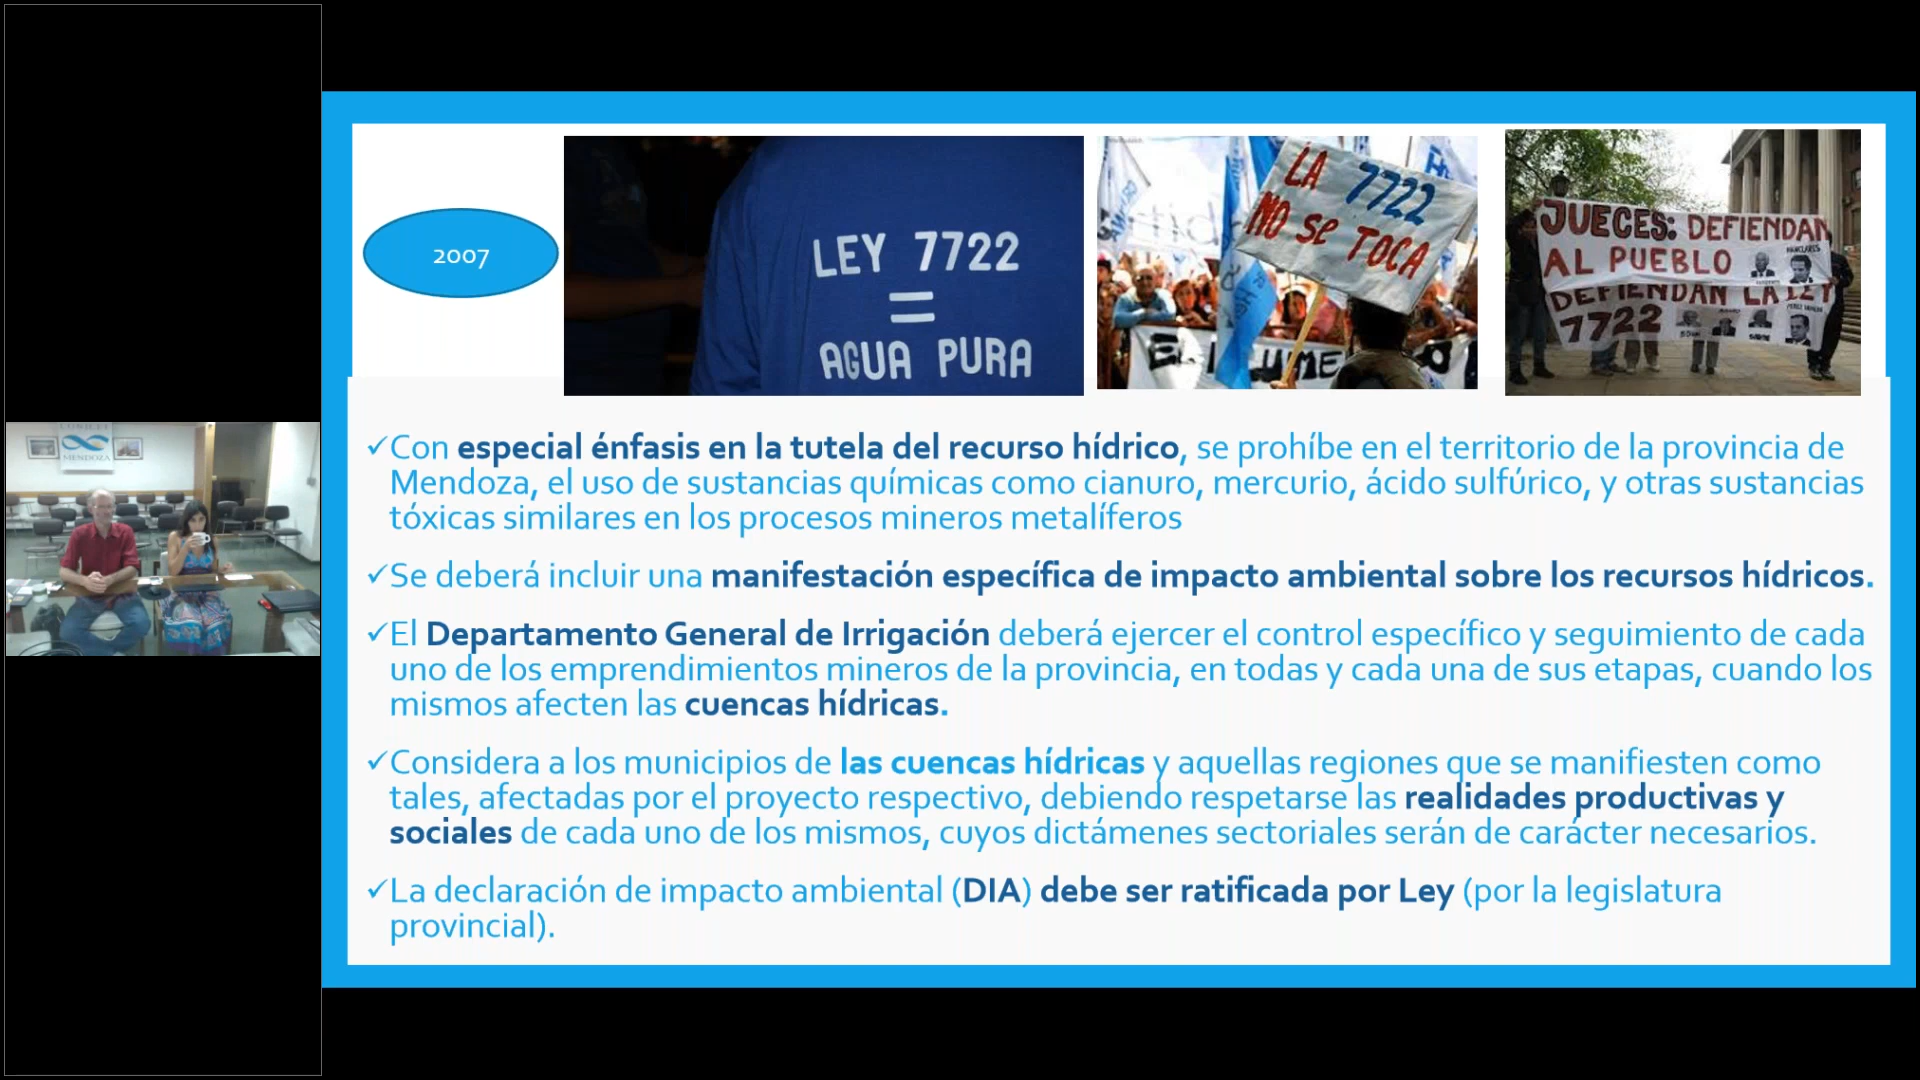 CONICET
MENDOZA
2007
LEY 7722
=
AGUA PURA
LA 7722
NO se TOCA
JUECES: DEFIENDAN
AL PUEBLO
DEFIENDAN LA LEY
7722
✓Con especial énfasis en la tutela del recurso hídrico, se prohíbe en el territorio de la provincia de
Mendoza, el uso de sustancias químicas como cianuro, mercurio, ácido sulfúrico, y otras sustancias
tóxicas similares en los procesos mineros metalíferos
✓Se deberá incluir una manifestación específica de impacto ambiental sobre los recursos hídricos.
✓El Departamento General de Irrigación deberá ejercer el control específico y seguimiento de cada
uno de los emprendimientos mineros de la provincia, en todas y cada una de sus etapas, cuando los
mismos afecten las cuencas hídricas.
✓Considera a los municipios de las cuencas hídricas y aquellas regiones que se manifiesten como
tales, afectadas por el proyecto respectivo, debiendo respetarse las realidades productivas y
sociales de cada uno de los mismos, cuyos dictámenes sectoriales serán de carácter necesarios.
✓La declaración de impacto ambiental (DIA) debe ser ratificada por Ley (por la legislatura
provincial).